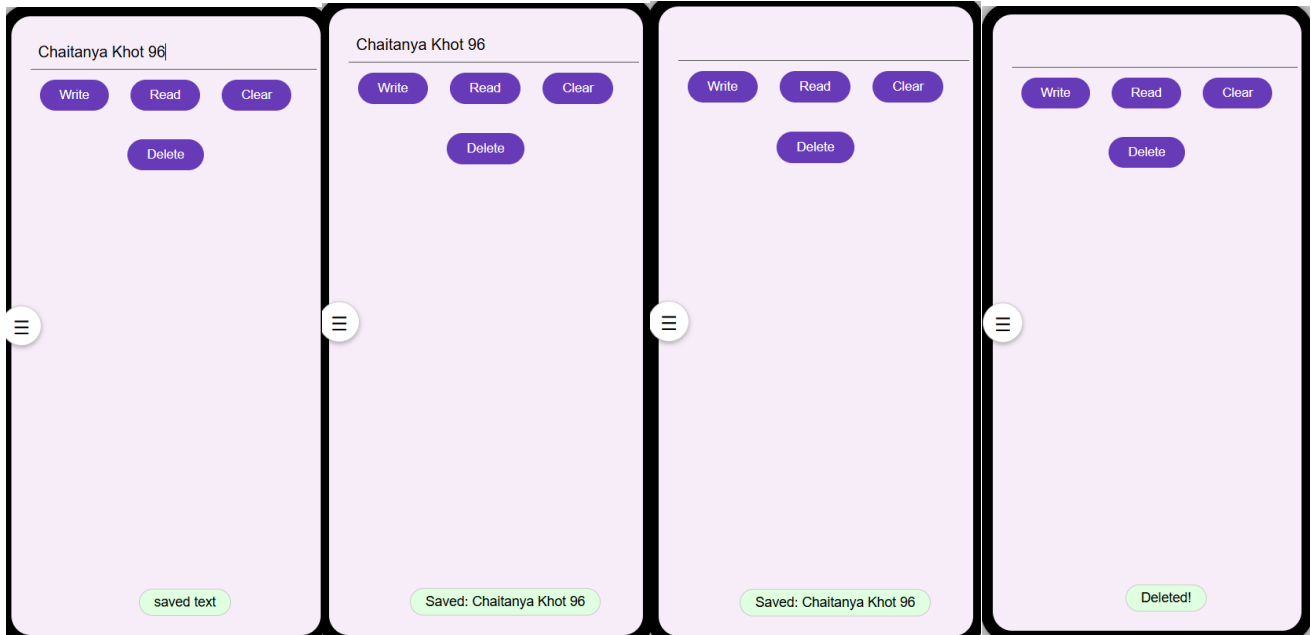 Chaitanya Khot 96
Write Read Clear
Delete
saved text
Chaitanya Khot 96
Write Read Clear
Delete
Saved: Chaitanya Khot 96
Write Read Clear
Delete
Saved: Chaitanya Khot 96
Write Read Clear
Delete
Deleted!